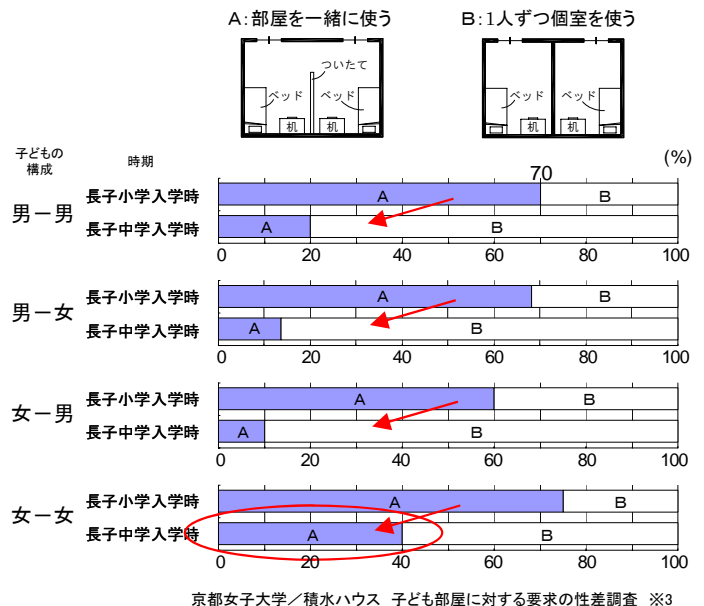 A:部屋を一緒に使う
B:1人ずつ個室を使う
ついたて
ベッド ベッド
机 机
ベッド ベッド
机 机
子どもの
構成
時期
(%)
70
男ー男
長子小学入学時 A B
長子中学入学時 A B
0 20 40 60 80 100
男ー女
長子小学入学時 A B
長子中学入学時 A B
0 20 40 60 80 100
女ー男
長子小学入学時 A B
長子中学入学時 A B
0 20 40 60 80 100
女ー女
長子小学入学時 A B
長子中学入学時 A B
0 20 40 60 80 100
京都女子大学/積水ハウス 子ども部屋に対する要求の性差調査 ※3